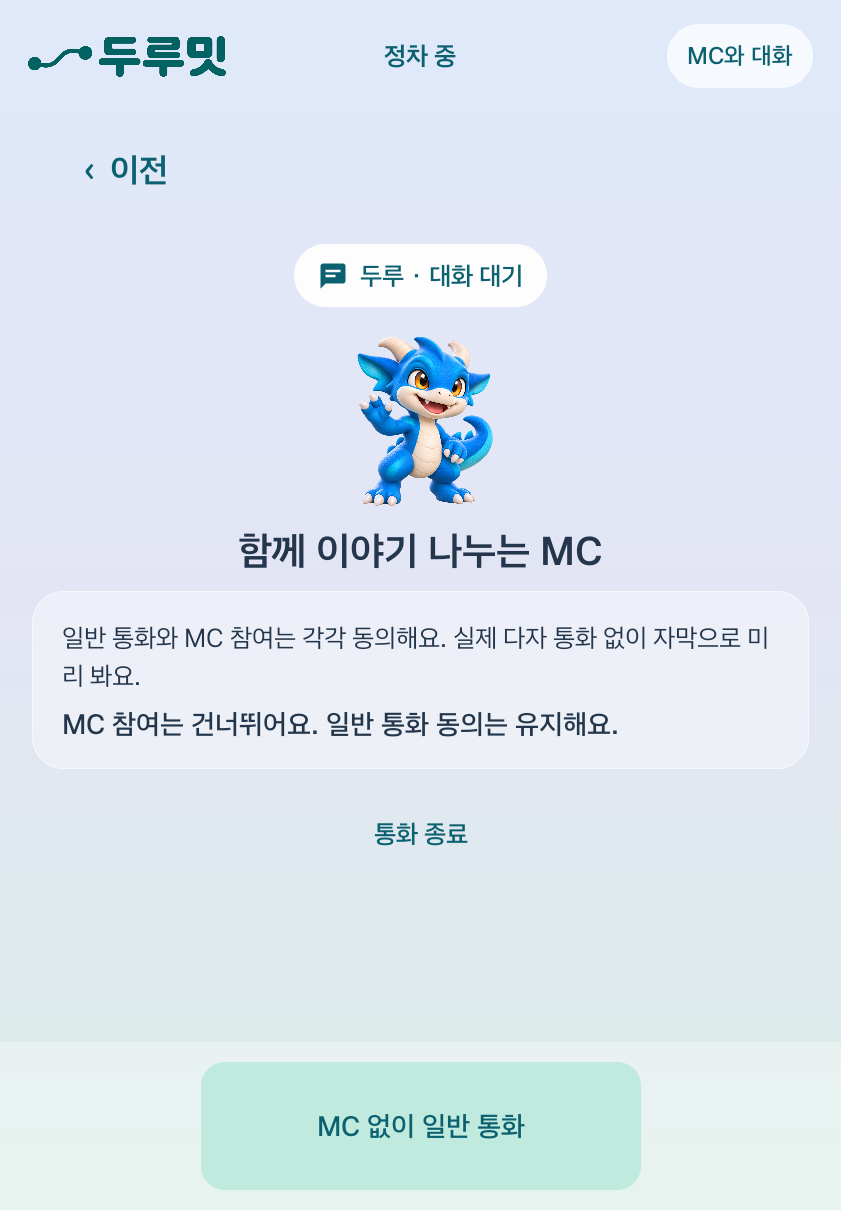 두루밋
정차 중
MC와 대화
‹ 이전
두루 · 대화 대기
함께 이야기 나누는 MC
일반 통화와 MC 참여는 각각 동의해요. 실제 다자 통화 없이 자막으로 미
리 봐요.
MC 참여는 건너뛰어요. 일반 통화 동의는 유지해요.
통화 종료
MC 없이 일반 통화